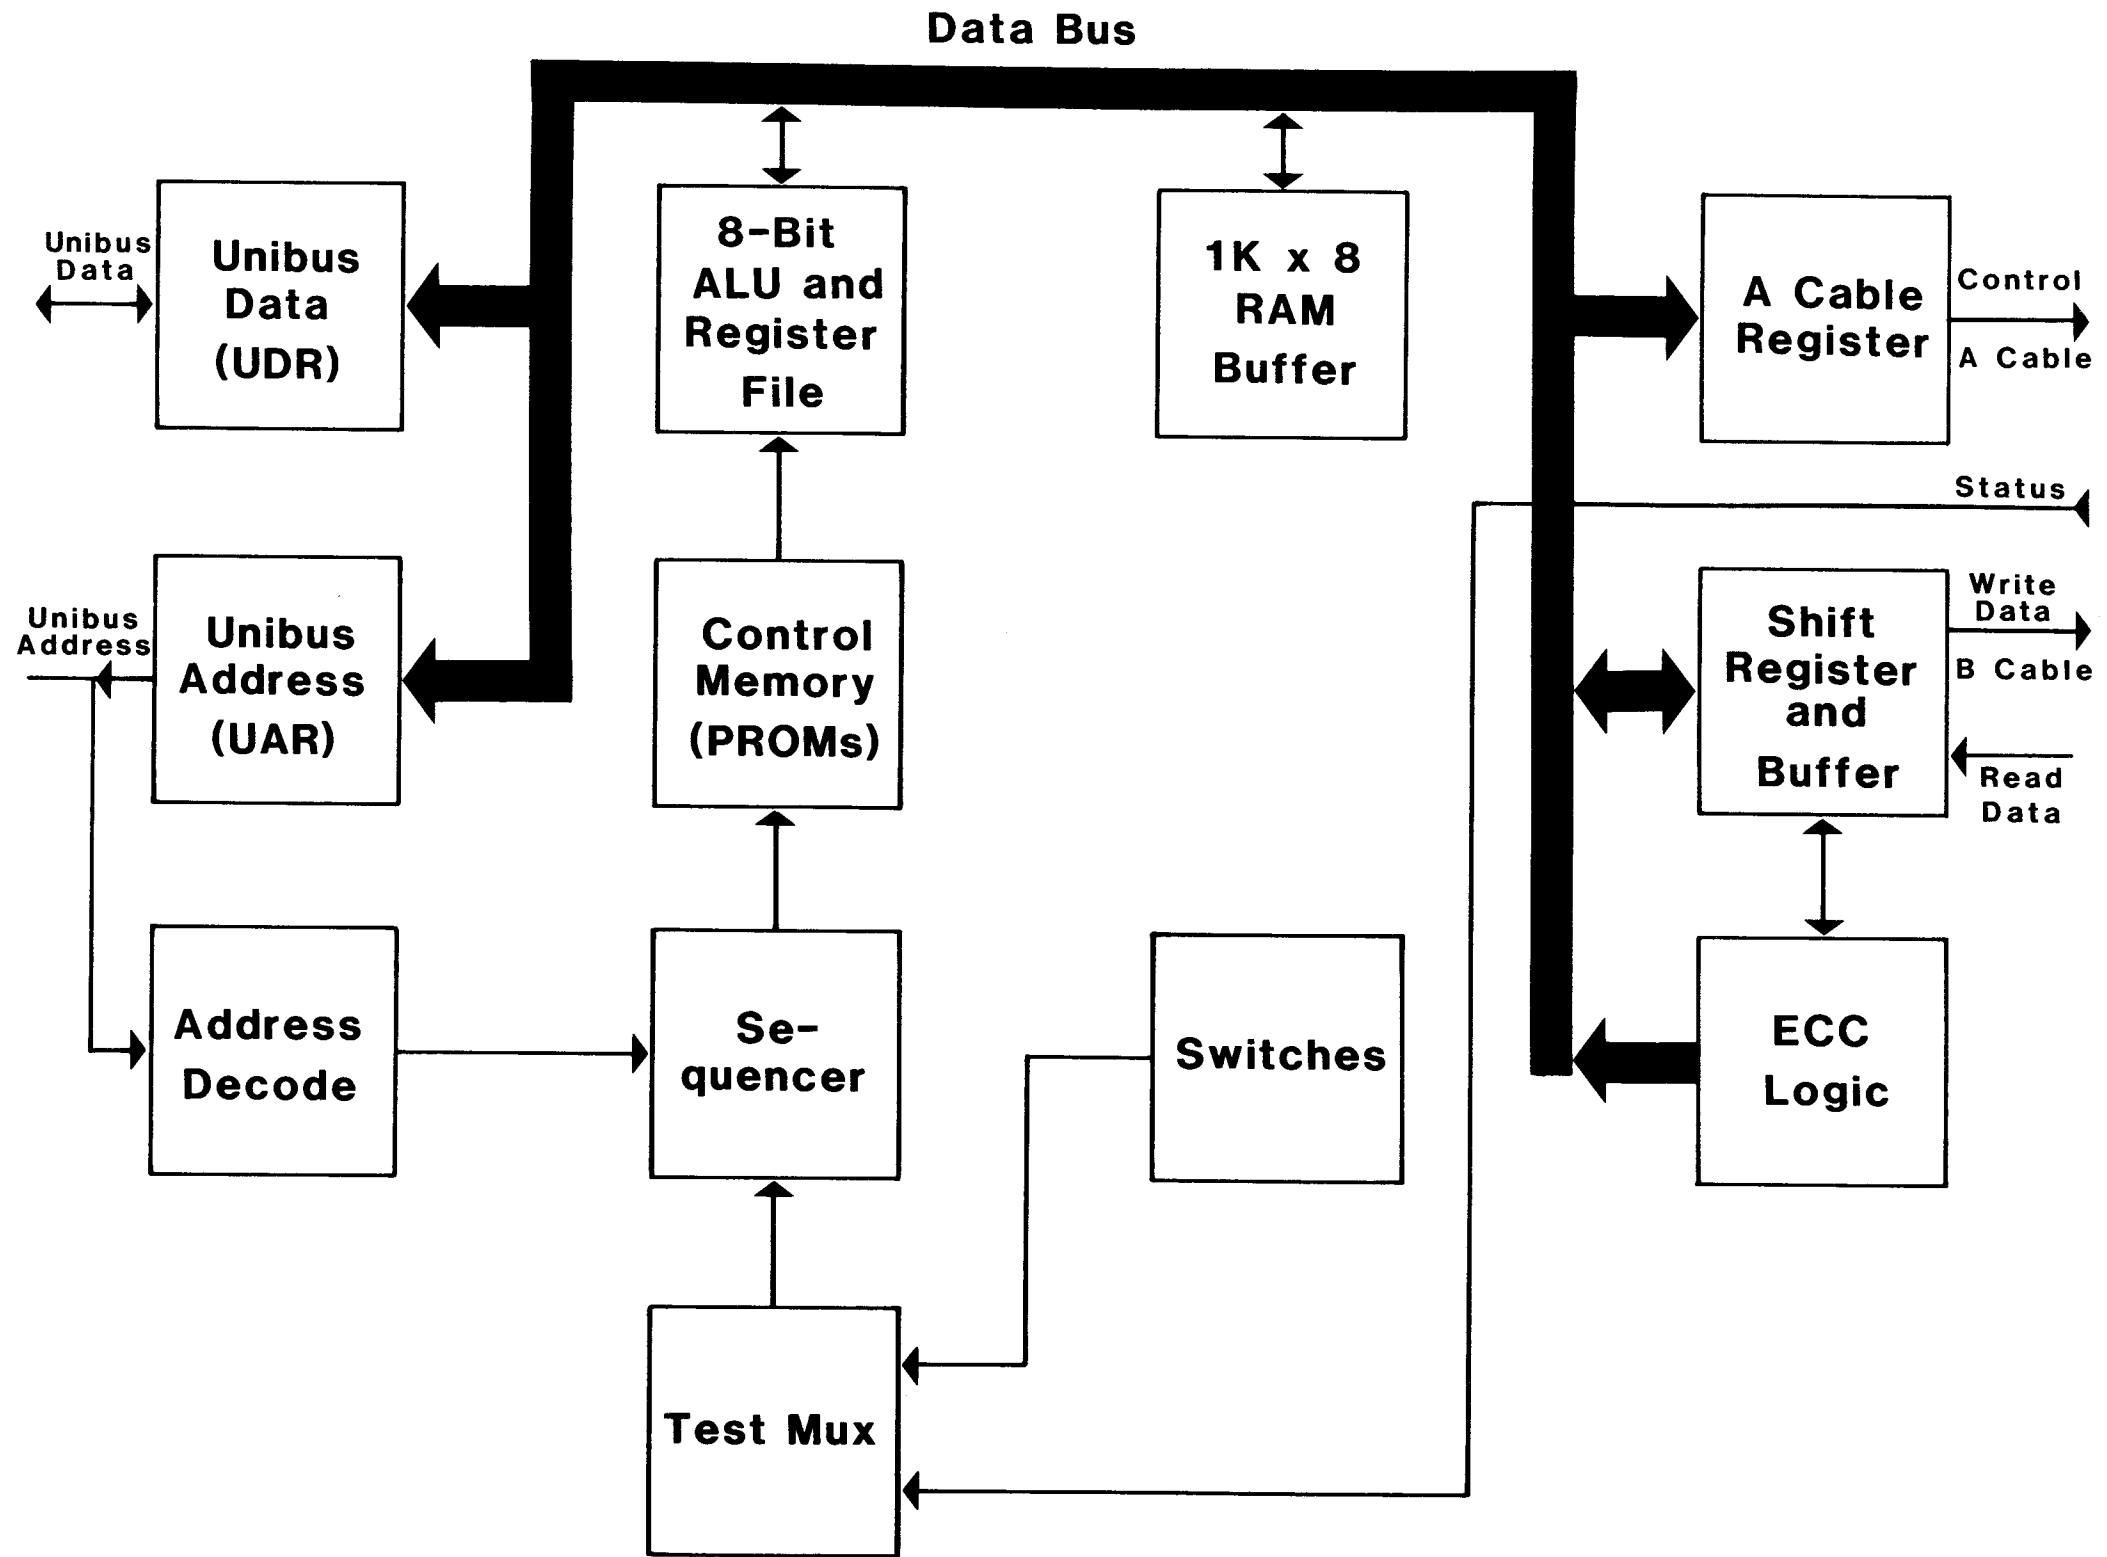 Data Bus
Unibus
Data
Unibus
Data
(UDR)
8-Bit
ALU and
Register
File
1K x 8
RAM
Buffer
A Cable
Register
Control
A Cable
Status
Unibus
Address
Unibus
Address
(UAR)
Control
Memory
(PROMs)
Shift
Register
and
Buffer
Write
Data
B Cable
Read
Data
Address
Decode
Se-
quencer
Switches
ECC
Logic
Test Mux